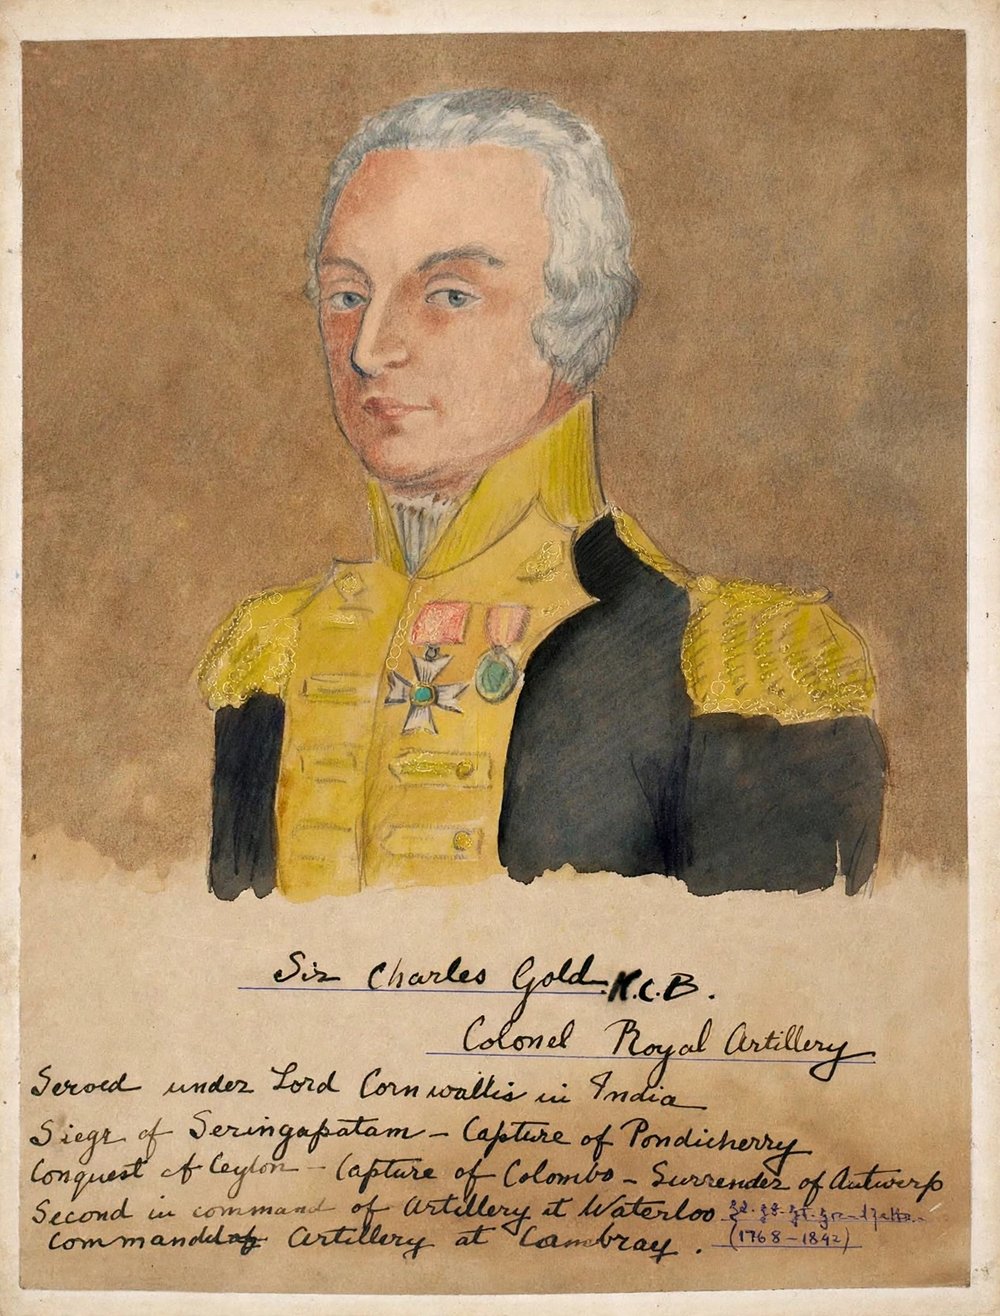 Sir Charles Gold K.C.B.
Colonel Royal Artillery
Served under Lord Cornwallis in India
Siege of Seringapatam – Capture of Pondicherry
Conquest of Ceylon – Capture of Colombo – Surrender of Antwerp
Second in command of Artillery at Waterloo
Command Artillery at Cambray.
(1768–1842)